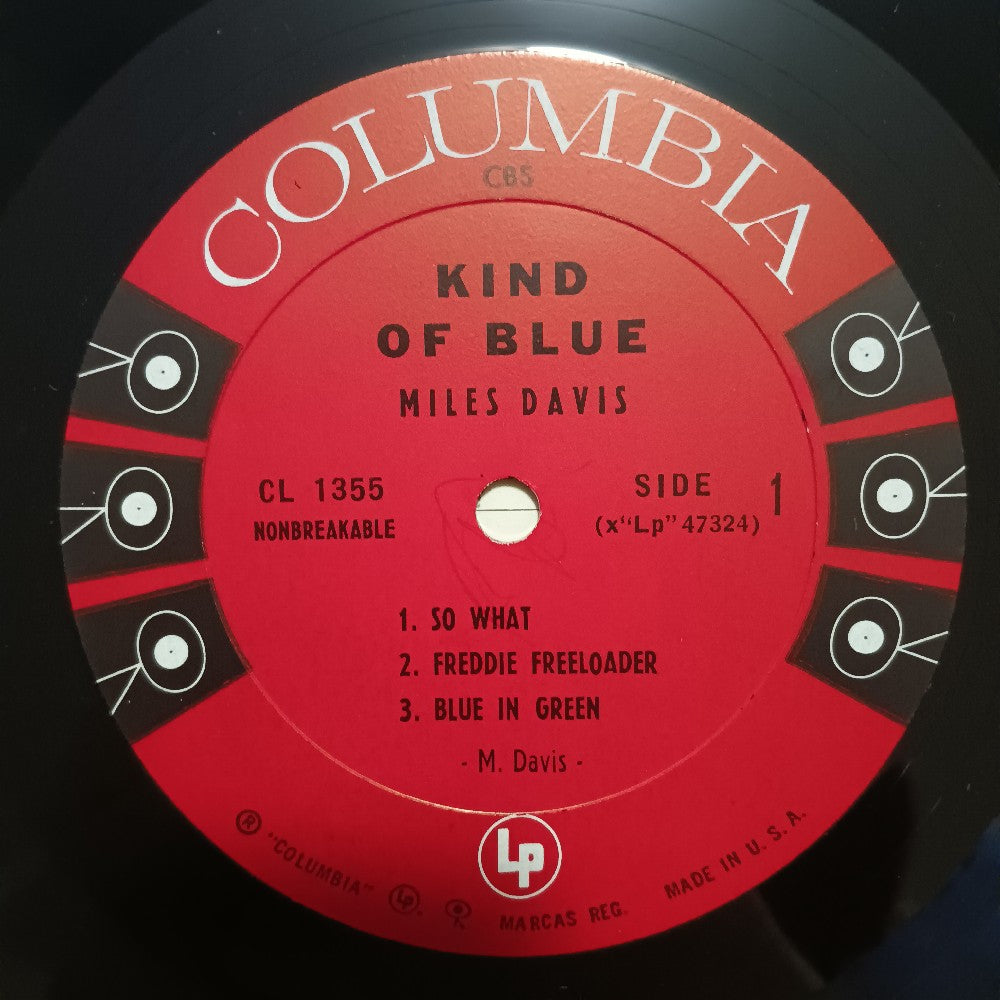 COLUMBIA
CBS
KIND
OF BLUE
MILES DAVIS
CL 1355
NONBREAKABLE
SIDE 1
(x"Lp" 47324)
1. SO WHAT
2. FREDDIE FREELOADER
3. BLUE IN GREEN
- M. Davis -
Lp
® "COLUMBIA" Lp. MARCAS REG. MADE IN U. S. A.